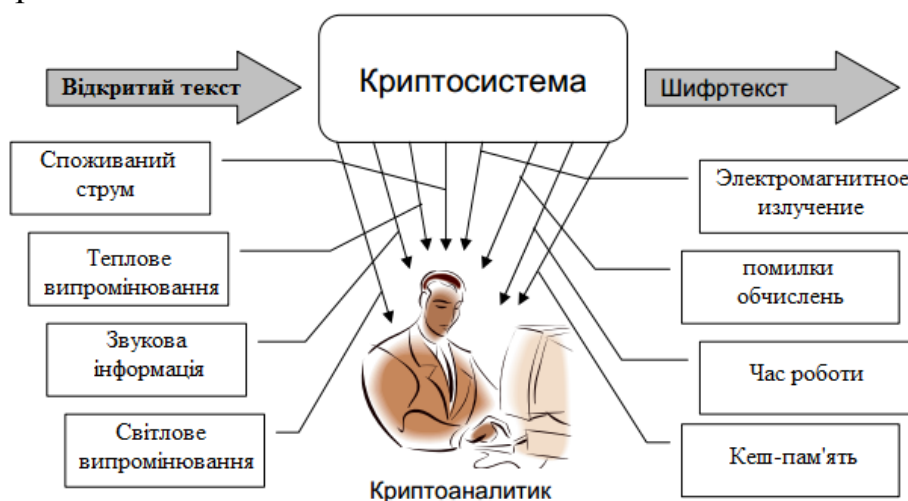 Криптосистема
Відкритий текст
Шифртекст
Споживаний
струм
Теплове
випромінювання
Звукова
інформація
Світлове
випромінювання
Электромагнитное
излучение
помилки
обчислень
Час роботи
Кеш-пам'ять
Криптоаналитик